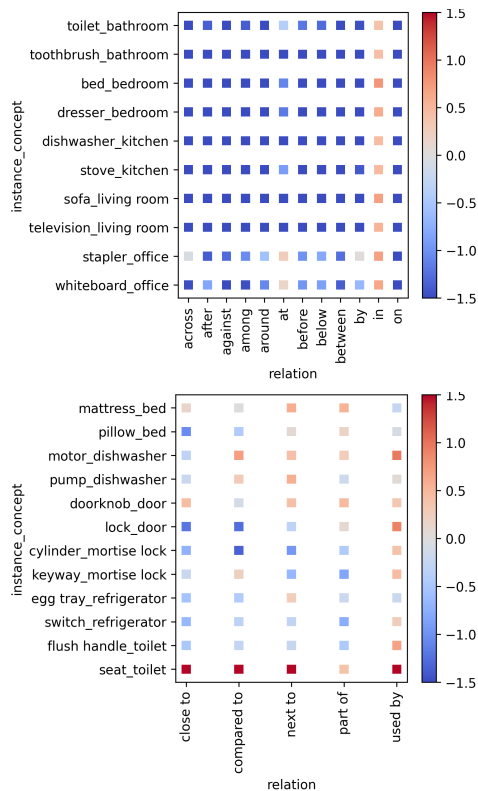 toilet_bathroom
toothbrush_bathroom
bed_bedroom
dresser_bedroom
dishwasher_kitchen
stove_kitchen
sofa_living room
television_living room
stapler_office
whiteboard_office
instance_concept
across
after
against
among
around
at
before
below
between
by
in
on
relation
1.5
1.0
0.5
0.0
−0.5
−1.0
−1.5
mattress_bed
pillow_bed
motor_dishwasher
pump_dishwasher
doorknob_door
lock_door
cylinder_mortise lock
keyway_mortise lock
egg tray_refrigerator
switch_refrigerator
flush handle_toilet
seat_toilet
instance_concept
close to
compared to
next to
part of
used by
relation
1.5
1.0
0.5
0.0
−0.5
−1.0
−1.5